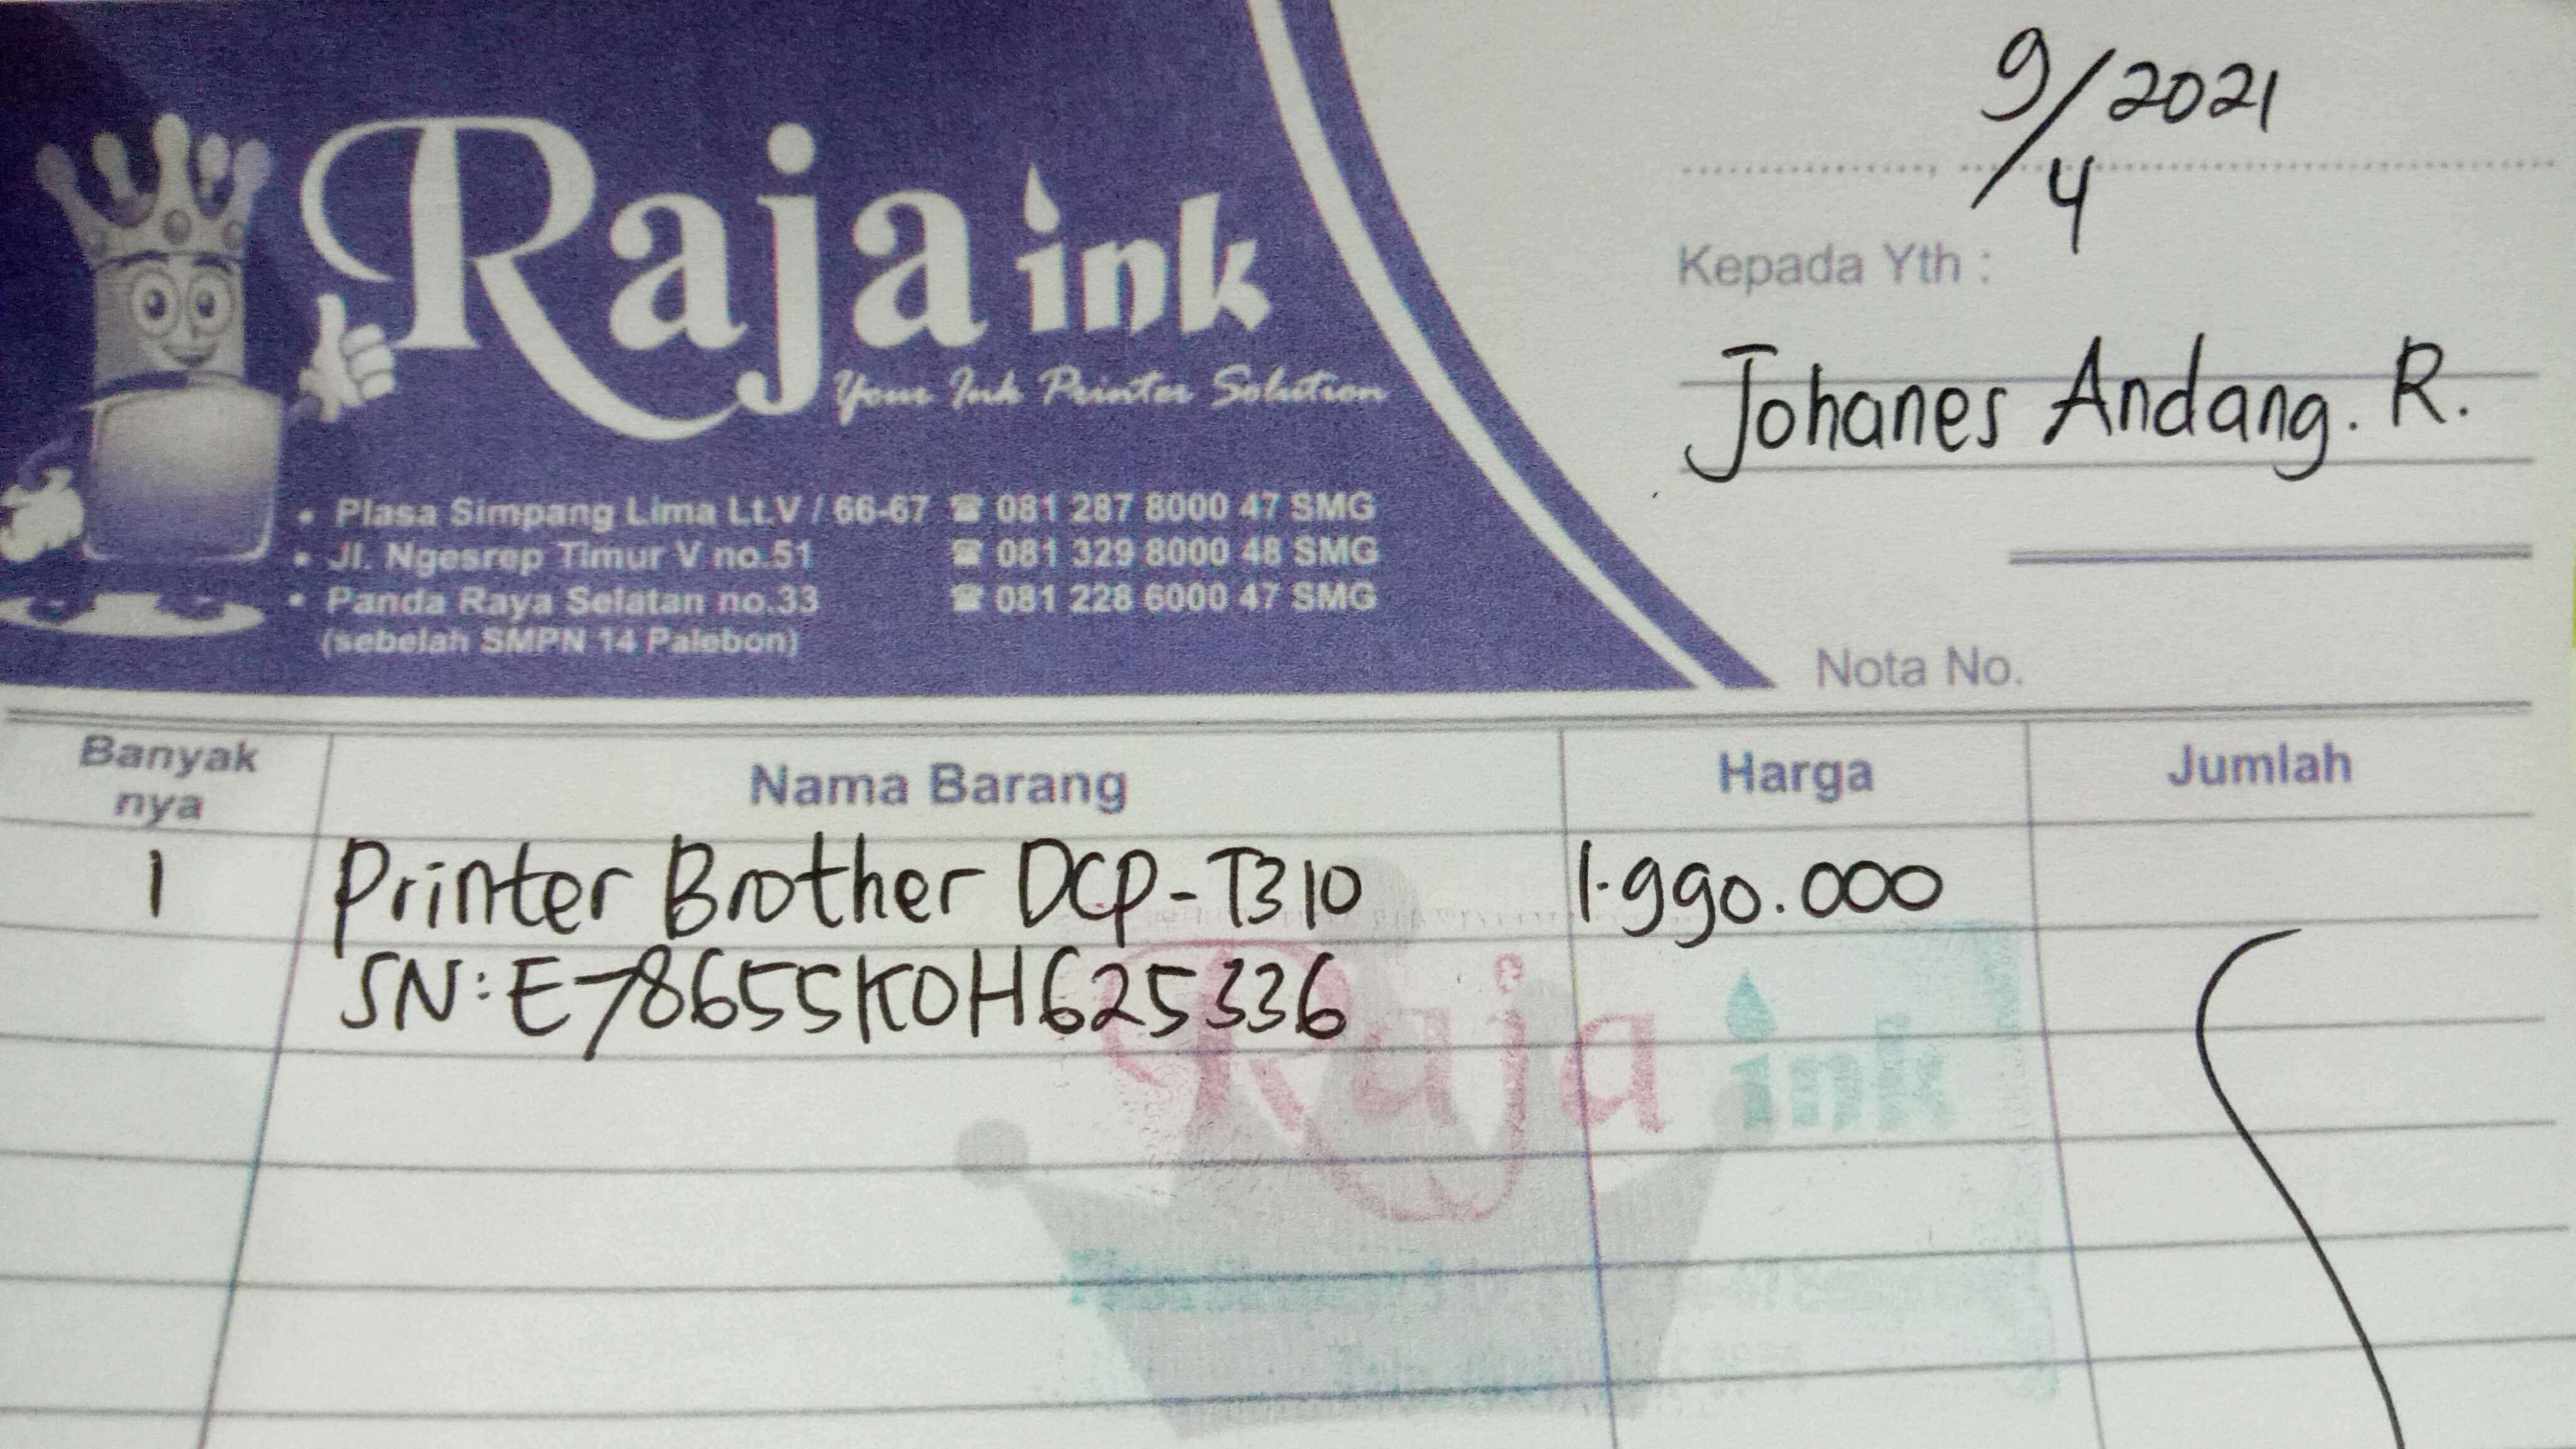 Raja ink
Your Ink Printer Solution
• Plasa Simpang Lima Lt.V / 66-67 ☎ 081 287 8000 47 SMG
• Jl. Ngesrep Timur V no.51 ☎ 081 329 8000 48 SMG
• Panda Raya Selatan no.33 ☎ 081 228 6000 47 SMG
(sebelah SMPN 14 Palebon)
9/4 2021
Kepada Yth :
Johanes Andang. R.
Nota No.
Banyak nya Nama Barang Harga Jumlah
1 Printer Brother DCP-T310 1.990.000
SN:E78655K0H625336
Raja ink